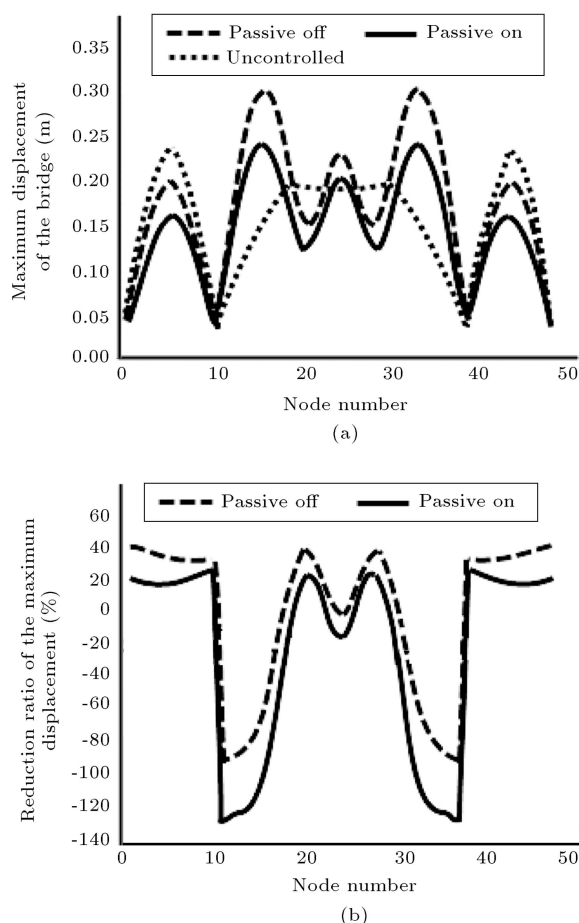 Passive off Passive on
Uncontrolled
Maximum displacement
of the bridge (m)
0.35
0.30
0.25
0.20
0.15
0.10
0.05
0.00
0 10 20 30 40 50
Node number
(a)
Passive off Passive on
Reduction ratio of the maximum
displacement (%)
60
40
20
0
-20
-40
-60
-80
-100
-120
-140
0 10 20 30 40 50
Node number
(b)